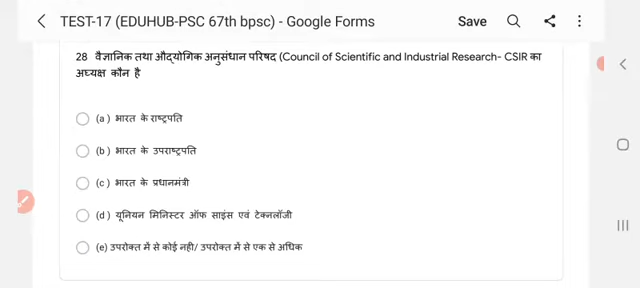 TEST-17 (EDUHUB-PSC 67th bpsc) - Google Forms Save
28 वैज्ञानिक तथा औद्योगिक अनुसंधान परिषद (Council of Scientific and Industrial Research- CSIR का
अध्यक्ष कौन है
(a ) भारत के राष्ट्रपति
(b ) भारत के उपराष्ट्रपति
(c ) भारत के प्रधानमंत्री
(d ) यूनियन मिनिस्टर ऑफ साइंस एवं टेक्नलॉजी
(e) उपरोक्त में से कोई नही/ उपरोक्त में से एक से अधिक